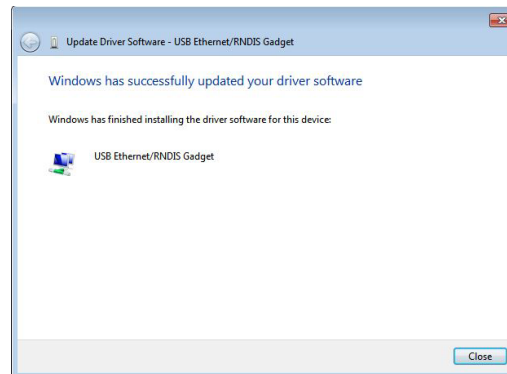 Update Driver Software - USB Ethernet/RNDIS Gadget
Windows has successfully updated your driver software
Windows has finished installing the driver software for this device:
USB Ethernet/RNDIS Gadget
Close